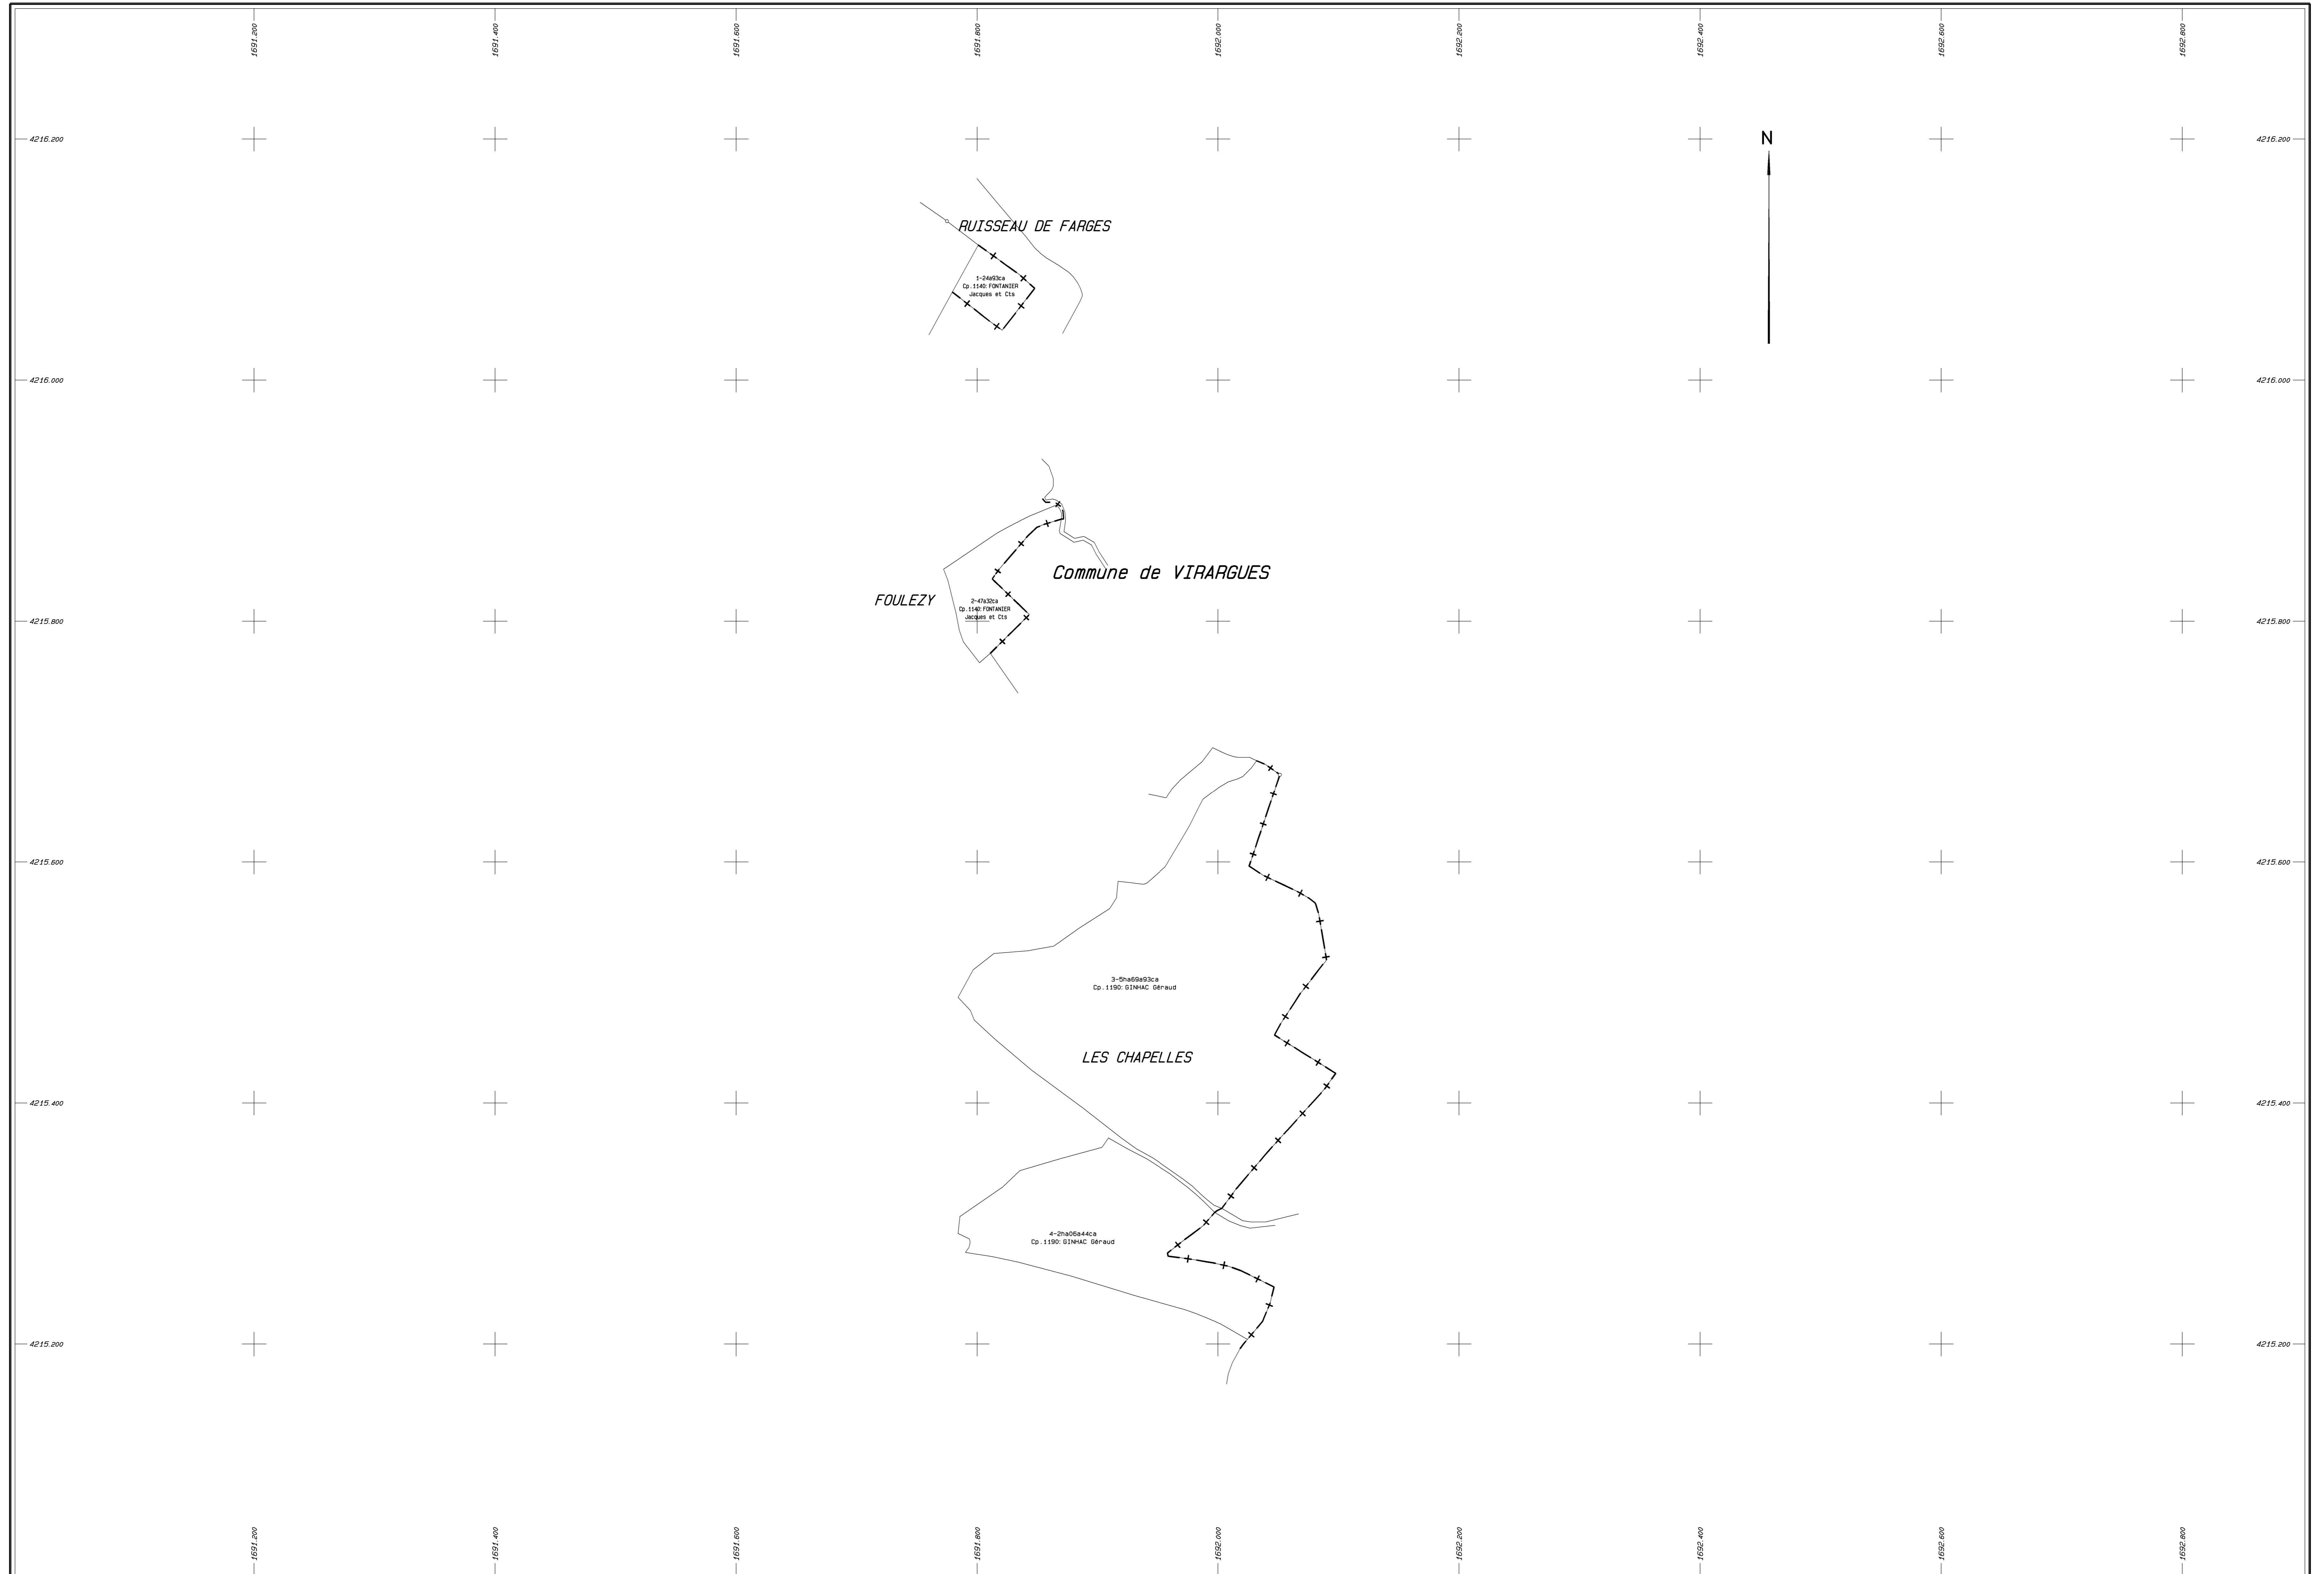 1691.200
1691.400
1691.600
1691.800
1692.000
1692.200
1692.400
1692.600
1692.800
4216.200
N
4216.200
RUISSEAU DE FARGES
1-24a93ca
Cp.1140: FONTANIER
Jacques et Cts
4216.000
4216.000
Commune de VIRARGUES
FOULEZY
2-47a32ca
Cp.1140: FONTANIER
Jacques et Cts
4215.800
4215.800
4215.600
4215.600
3-5ha69a93ca
Cp.1190: GINHAC Géraud
LES CHAPELLES
4215.400
4215.400
4-2ha06a44ca
Cp.1190: GINHAC Géraud
4215.200
4215.200
1691.200
1691.400
1691.600
1691.800
1692.000
1692.200
1692.400
1692.600
1692.800